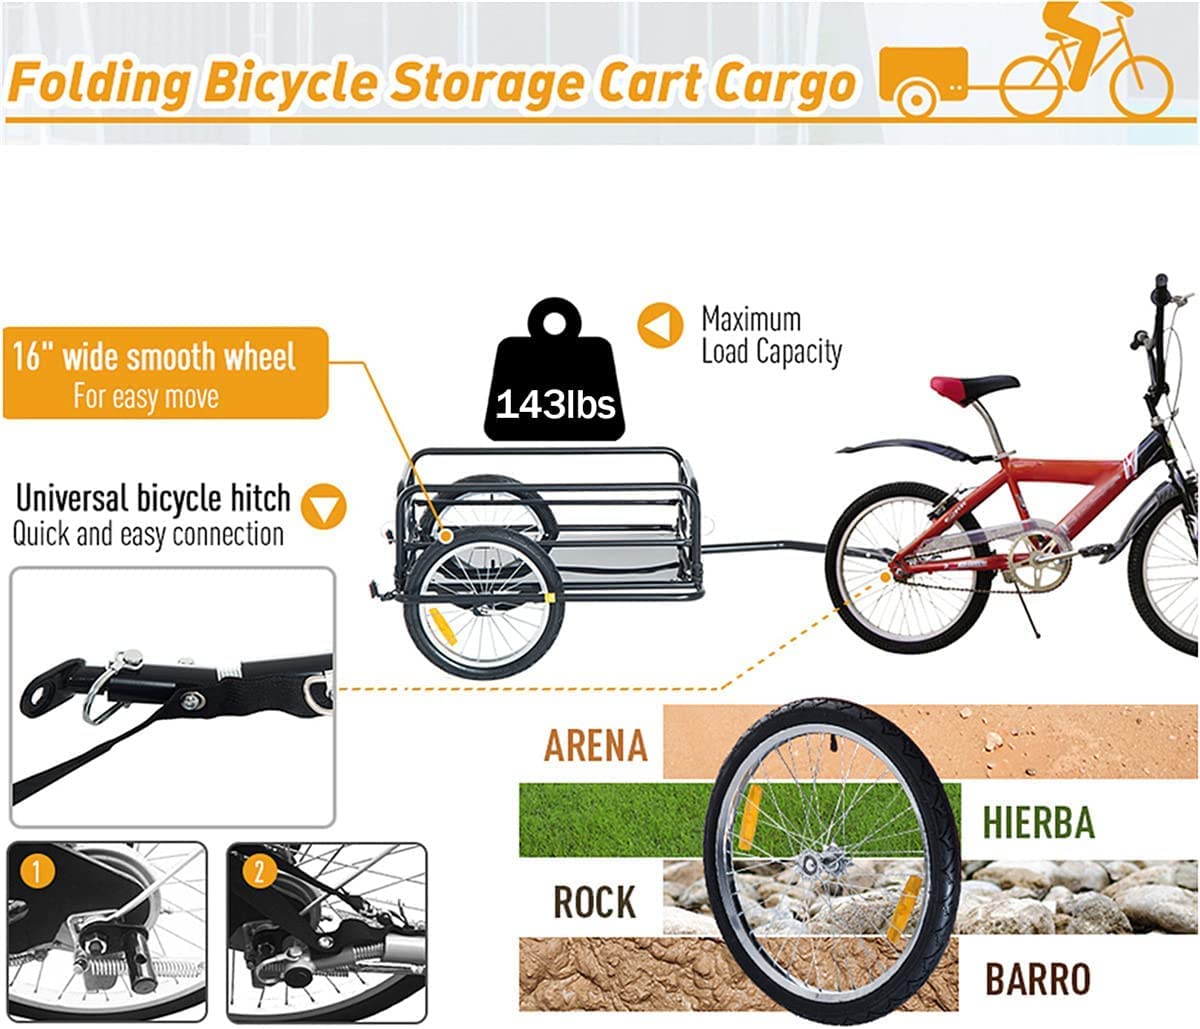 Folding Bicycle Storage Cart Cargo
16" wide smooth wheel
For easy move
143lbs
Maximum
Load Capacity
Universal bicycle hitch
Quick and easy connection
1
2
ARENA
HIERBA
ROCK
BARRO